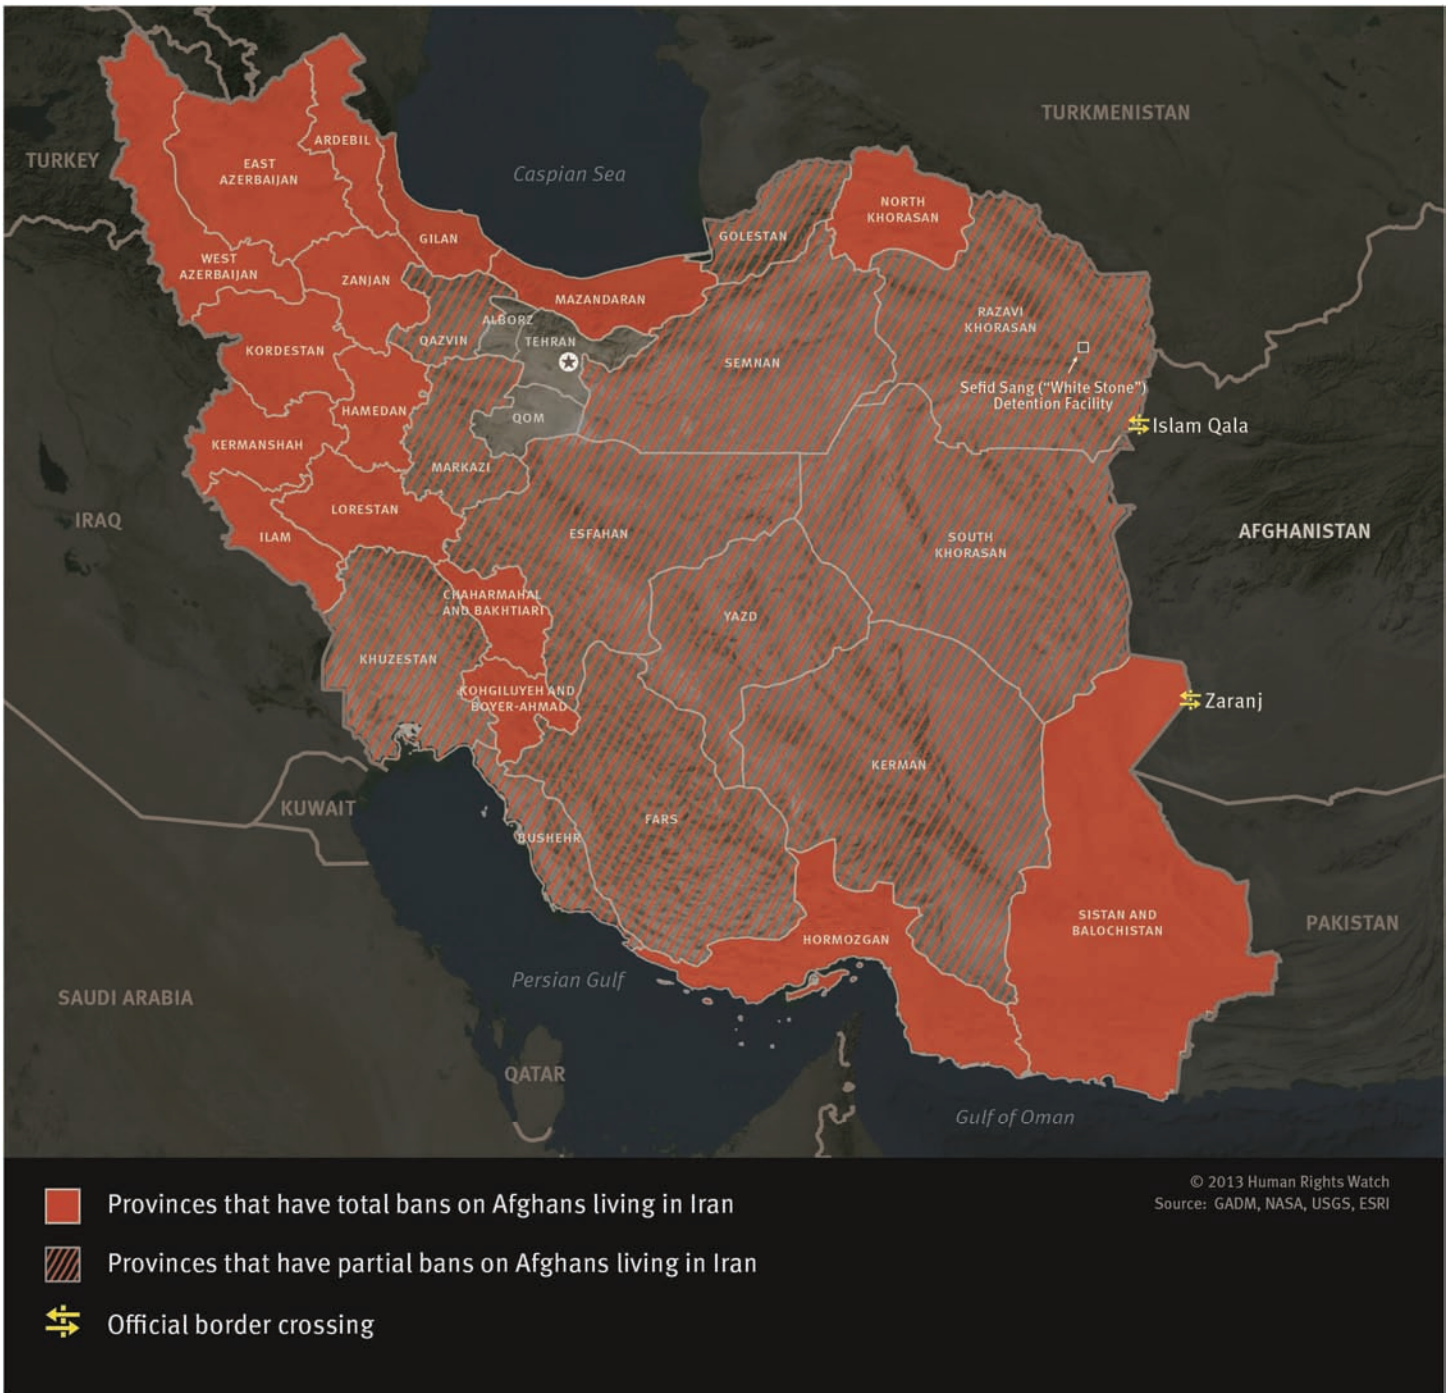 TURKMENISTAN
ARDEBIL
TURKEY
EAST
AZERBAIJAN
Caspian Sea
NORTH
KHORASAN
GILAN
GOLESTAN
WEST
AZERBAIJAN
ZANJAN
MAZANDARAN
RAZAVI
KHORASAN
ALBORZ
QAZVIN
TEHRAN
KORDESTAN
SEMNAN
Sefid Sang ("White Stone")
Detention Facility
HAMEDAN
QOM
Islam Qala
KERMANSHAH
MARKAZI
LORESTAN
IRAQ
ILAM
ESFAHAN
SOUTH
KHORASAN
AFGHANISTAN
CHAHARMAHAL
AND BAKHTIARI
YAZD
KHUZESTAN
KOHGILUYEH AND
BOYER-AHMAD
Zaranj
KERMAN
KUWAIT
FARS
BUSHEHR
SISTAN AND
BALOCHISTAN
PAKISTAN
HORMOZGAN
Persian Gulf
SAUDI ARABIA
QATAR
Gulf of Oman
© 2013 Human Rights Watch
Source: GADM, NASA, USGS, ESRI
Provinces that have total bans on Afghans living in Iran
Provinces that have partial bans on Afghans living in Iran
Official border crossing